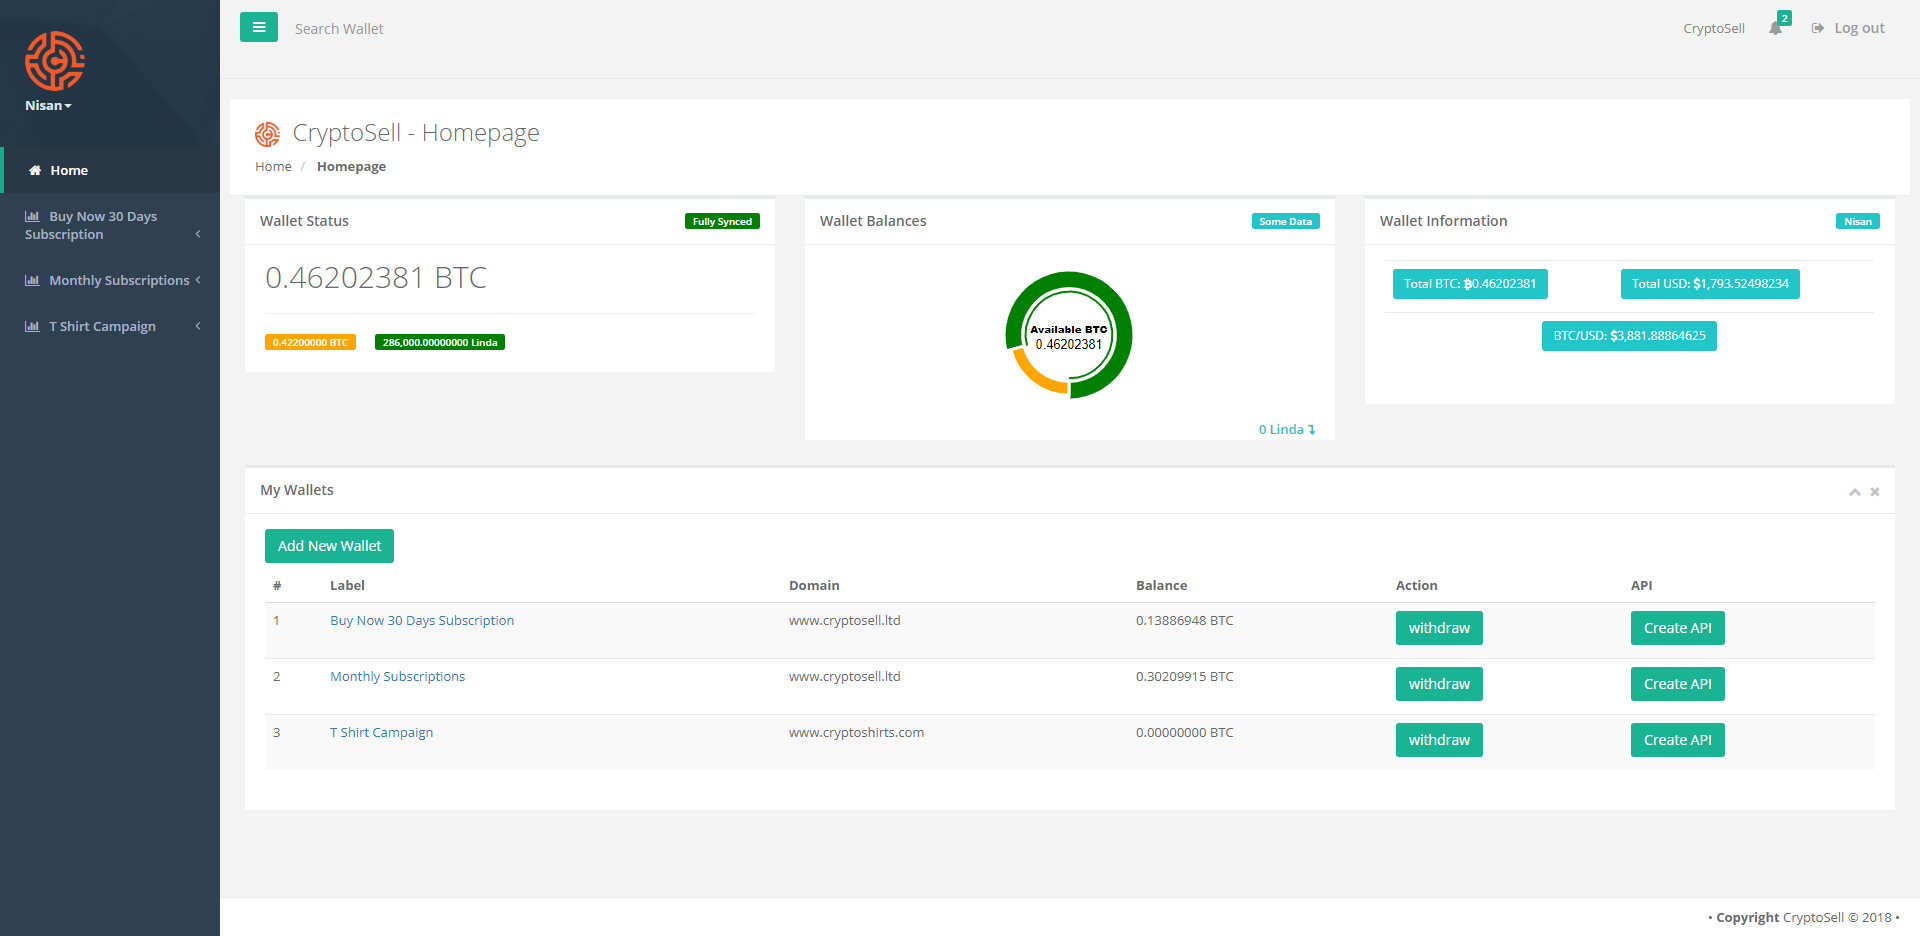 Nisan
Home
Buy Now 30 Days
Subscription
Monthly Subscriptions
T Shirt Campaign
Search Wallet
CryptoSell
2
Log out
CryptoSell - Homepage
Home / Homepage
Wallet Status
Fully Synced
0.46202381 BTC
0.42200000 BTC
286,000.00000000 Linda
Wallet Balances
Some Data
Available BTC
0.46202381
0 Linda
Wallet Information
Nisan
Total BTC: ₿0.46202381
Total USD: $1,793.52498234
BTC/USD: $3,881.88864625
My Wallets
Add New Wallet
# Label Domain Balance Action API
1 Buy Now 30 Days Subscription www.cryptosell.ltd 0.13886948 BTC withdraw Create API
2 Monthly Subscriptions www.cryptosell.ltd 0.30209915 BTC withdraw Create API
3 T Shirt Campaign www.cryptoshirts.com 0.00000000 BTC withdraw Create API
• Copyright CryptoSell © 2018 •